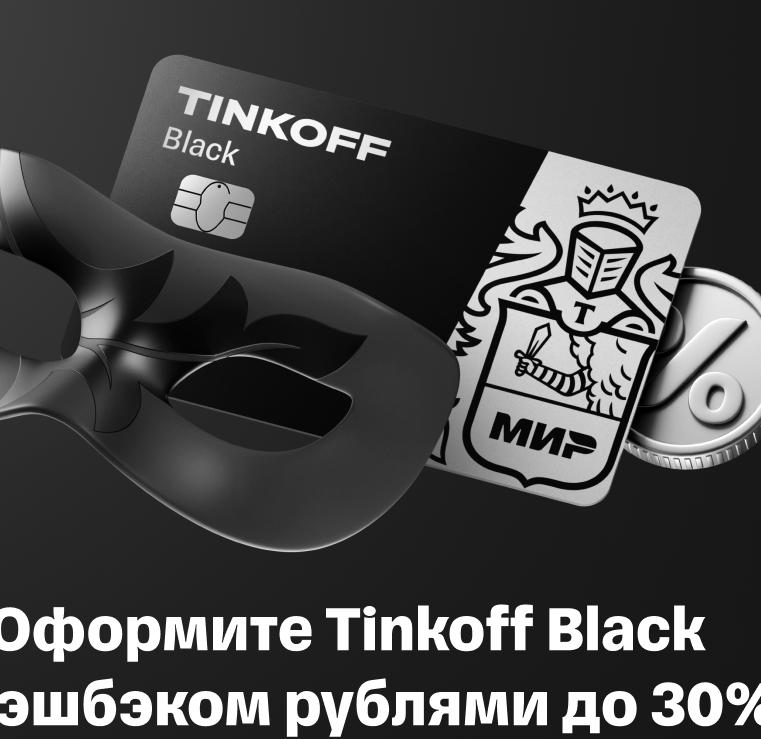 TINKOFF
Black
T
МИР
%
Оформите Tinkoff Black
эшбэком рублями до 30%